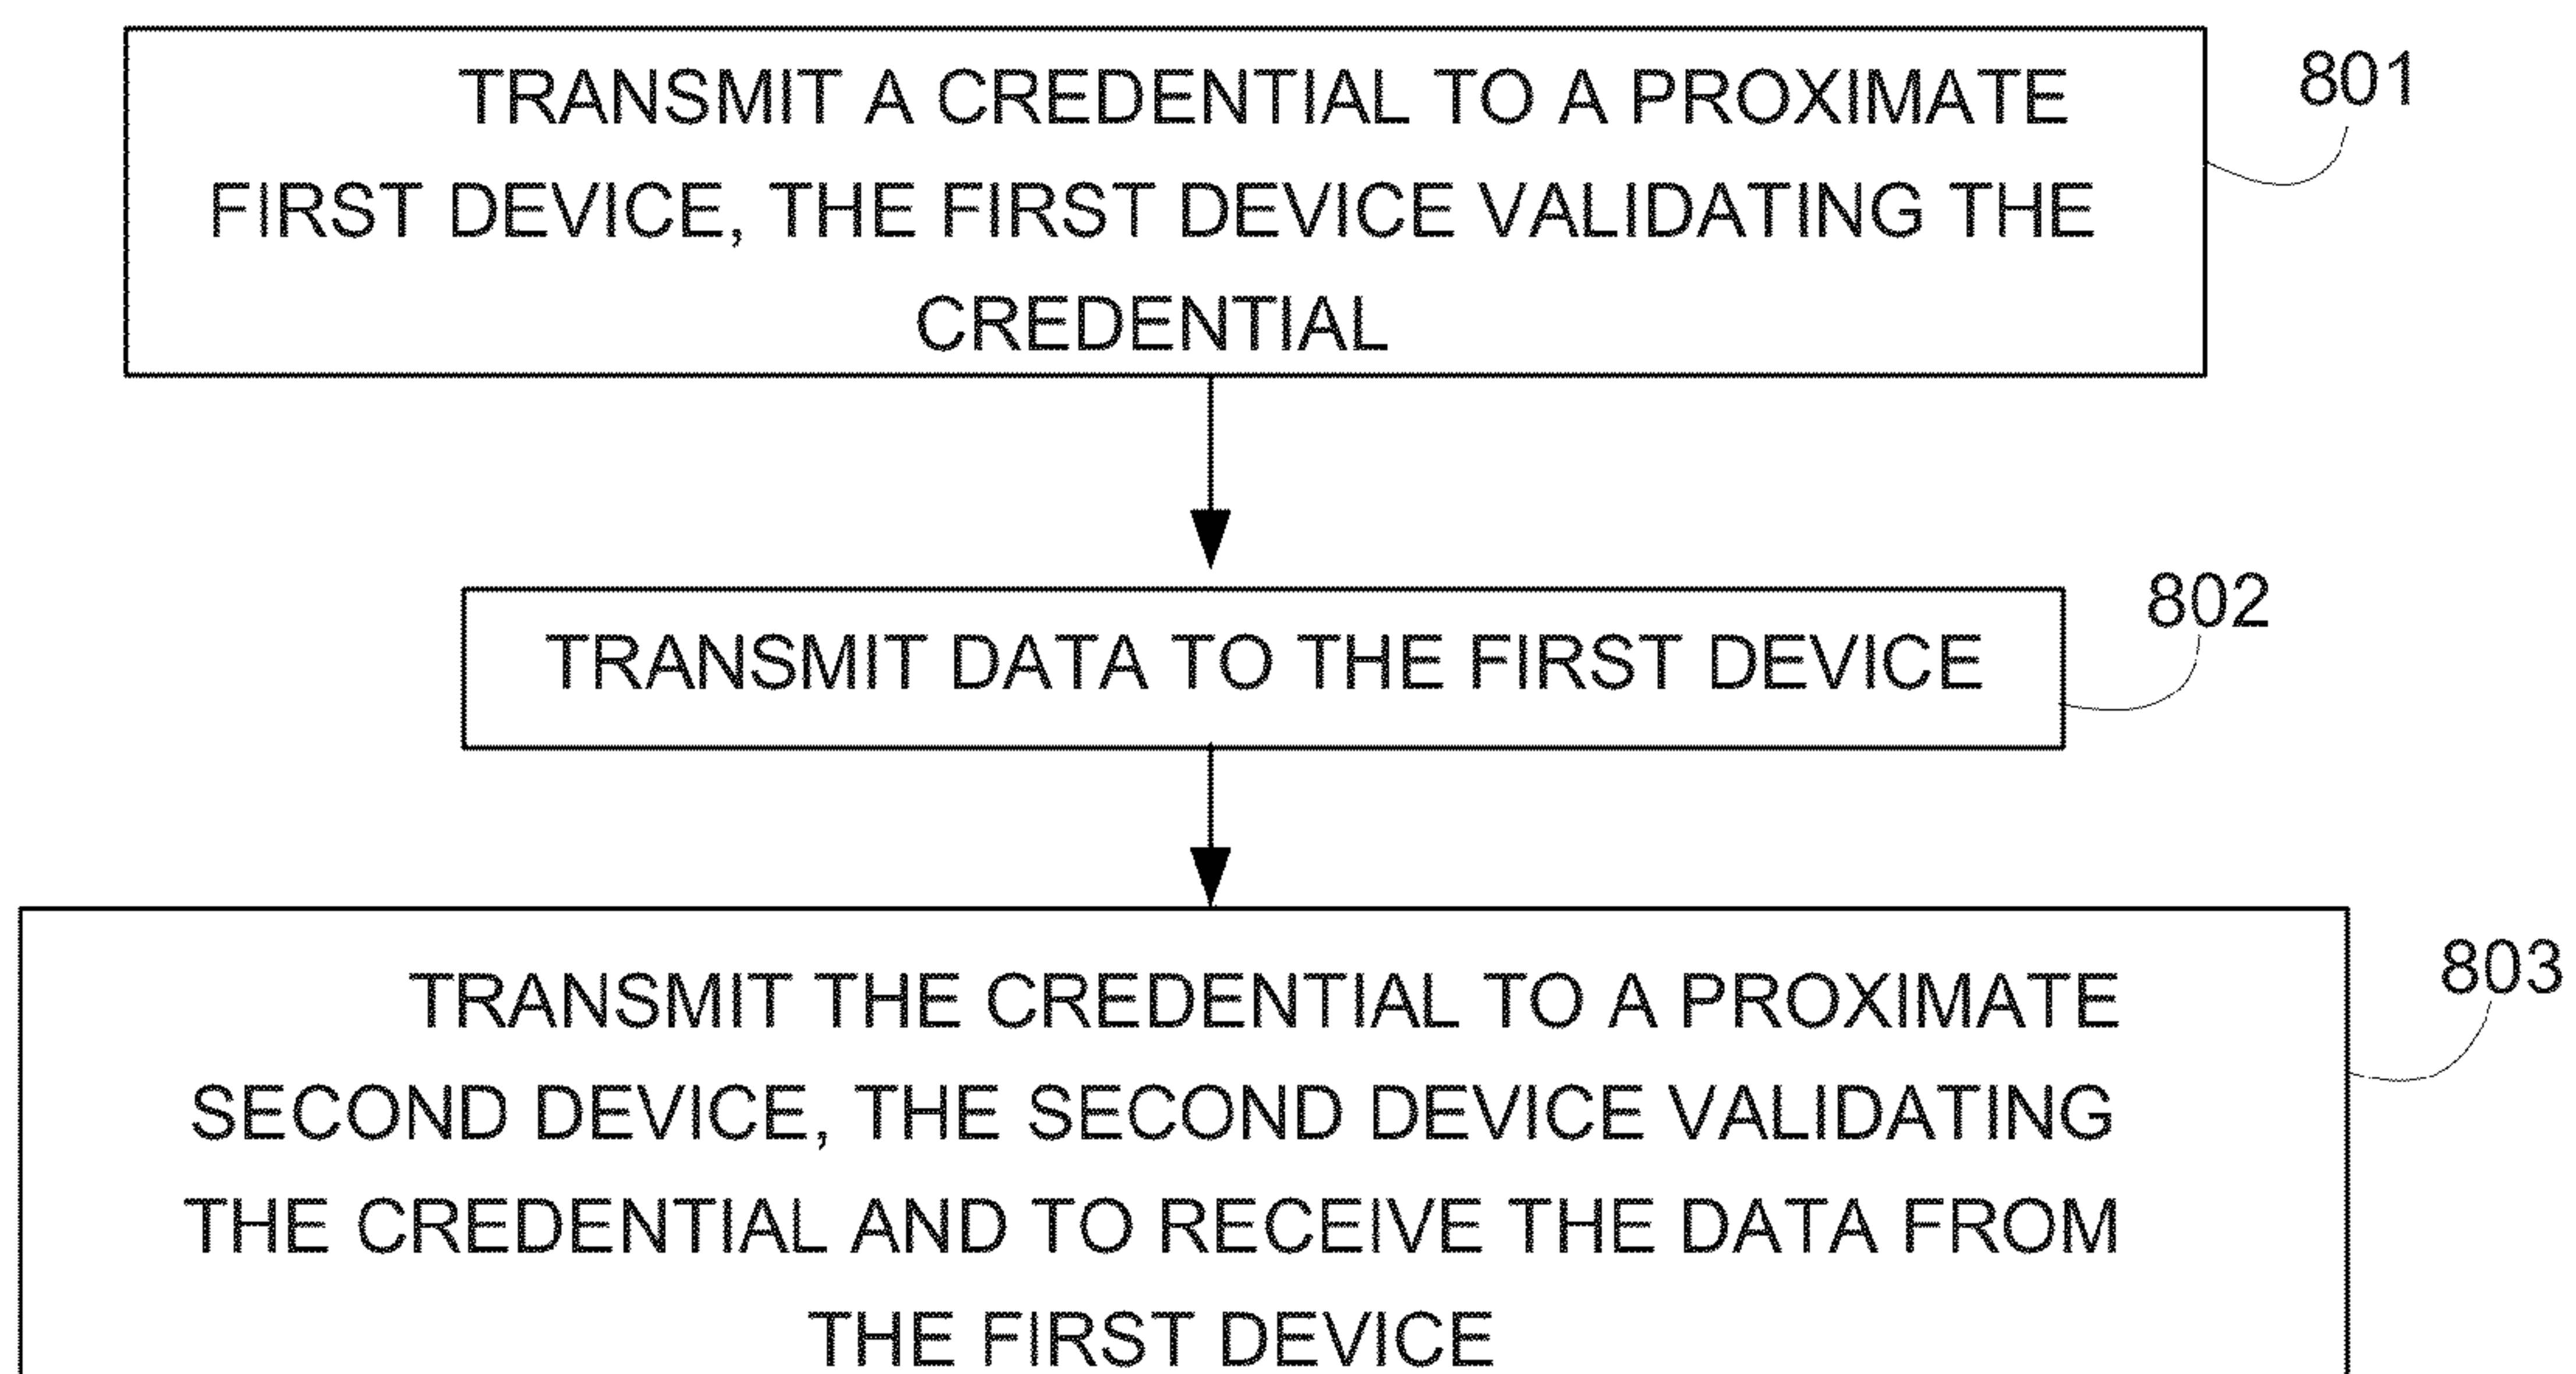 TRANSMIT A CREDENTIAL TO A PROXIMATE
FIRST DEVICE, THE FIRST DEVICE VALIDATING THE
CREDENTIAL
801
TRANSMIT DATA TO THE FIRST DEVICE
802
TRANSMIT THE CREDENTIAL TO A PROXIMATE
SECOND DEVICE, THE SECOND DEVICE VALIDATING
THE CREDENTIAL AND TO RECEIVE THE DATA FROM
THE FIRST DEVICE
803